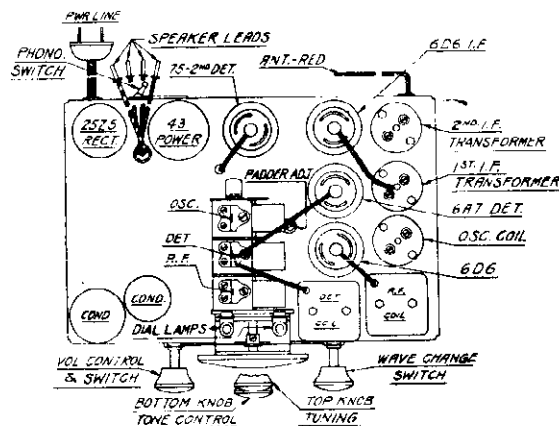 PWR LINE
SPEAKER LEADS
PHONO.
SWITCH
75-2ND DET.
6D6 I.F.
ANT.-RED
25Z5
RECT.
43
POWER
2ND. I.F.
TRANSFORMER
1ST. I.F.
TRANSFORMER
PADDER ADJ.
OSC.
6A7 DET.
OSC. COIL
DET
R.F.
6D6
COND
COND.
DET
COIL
R.F.
COIL
DIAL LAMPS
VOL CONTROL
& SWITCH
WAVE CHANGE
SWITCH
BOTTOM KNOB
TONE CONTROL
TOP KNOB
TUNING